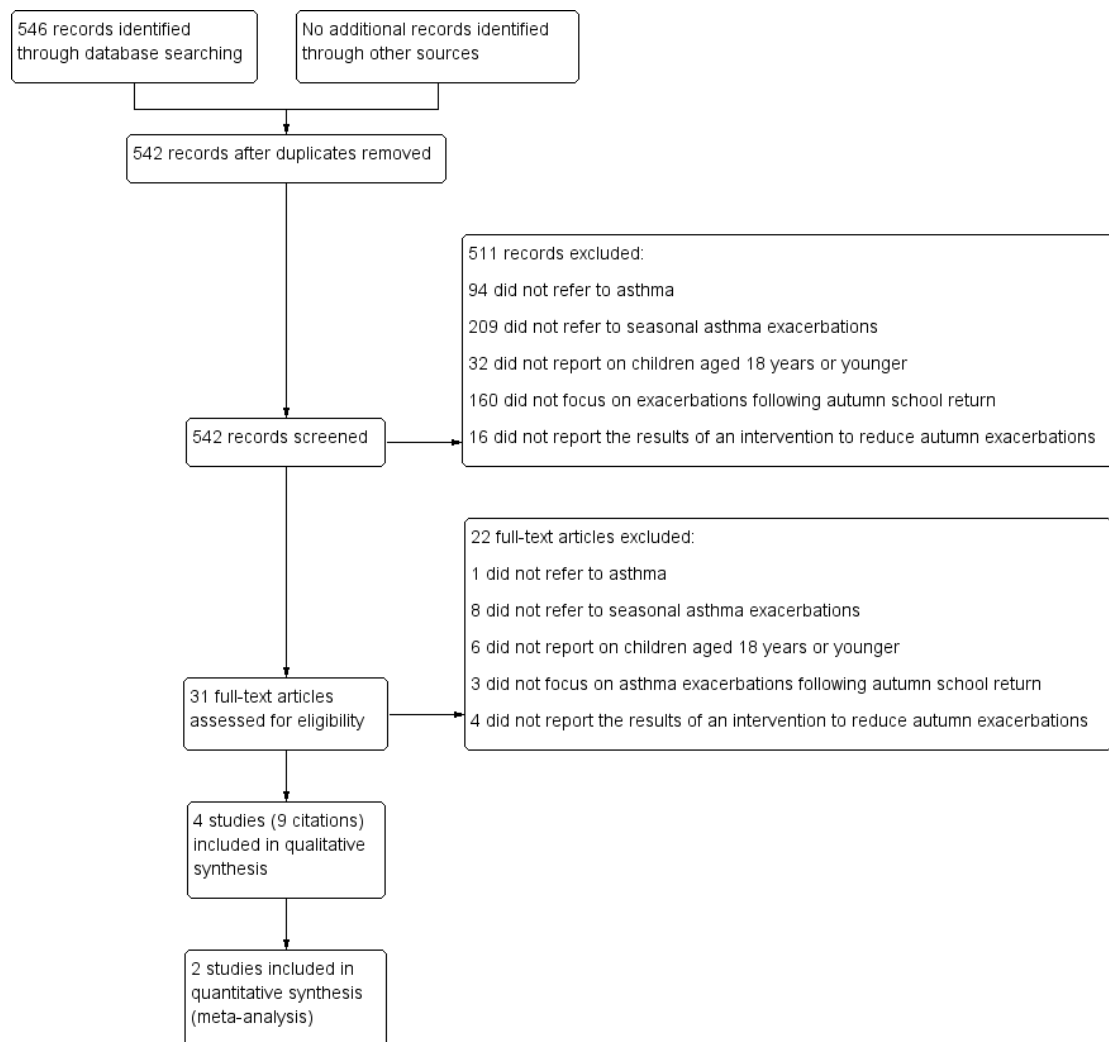 546 records identified
through database searching
No additional records identified
through other sources
542 records after duplicates removed
511 records excluded:
94 did not refer to asthma
209 did not refer to seasonal asthma exacerbations
32 did not report on children aged 18 years or younger
160 did not focus on exacerbations following autumn school return
16 did not report the results of an intervention to reduce autumn exacerbations
542 records screened
22 full-text articles excluded:
1 did not refer to asthma
8 did not refer to seasonal asthma exacerbations
6 did not report on children aged 18 years or younger
3 did not focus on asthma exacerbations following autumn school return
4 did not report the results of an intervention to reduce autumn exacerbations
31 full-text articles
assessed for eligibility
4 studies (9 citations)
included in qualitative
synthesis
2 studies included in
quantitative synthesis
(meta-analysis)